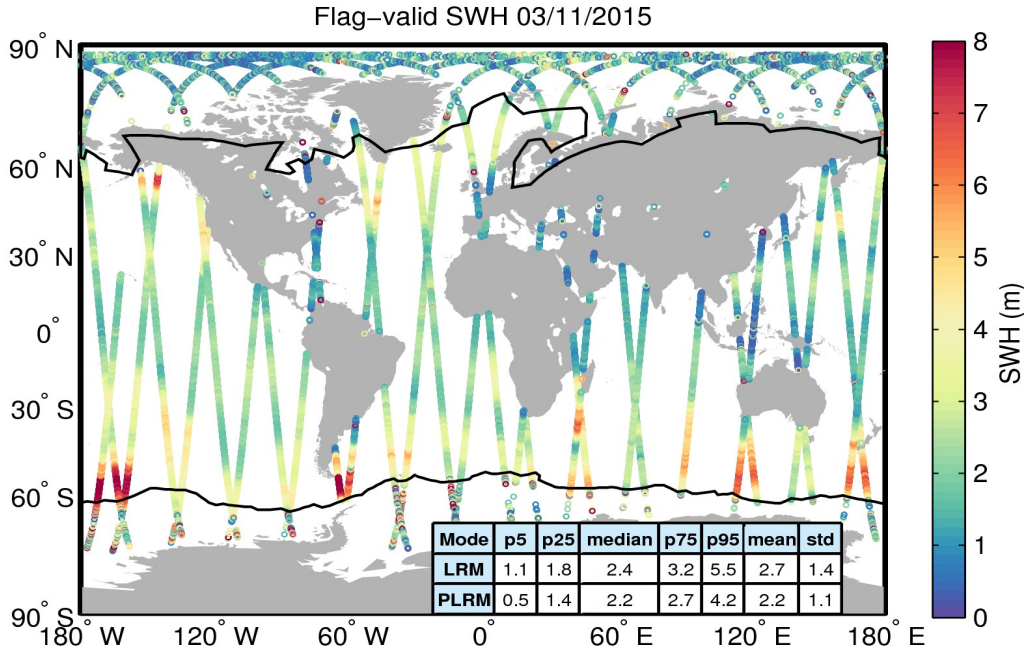 Flag−valid SWH 03/11/2015
90° N
60° N
30° N
0°
30° S
60° S
90° S
180° W
120° W
60° W
0°
60° E
120° E
180° E
Mode p5 p25 median p75 p95 mean std
LRM 1.1 1.8 2.4 3.2 5.5 2.7 1.4
PLRM 0.5 1.4 2.2 2.7 4.2 2.2 1.1
8
7
6
5
4
3
2
1
0
SWH (m)